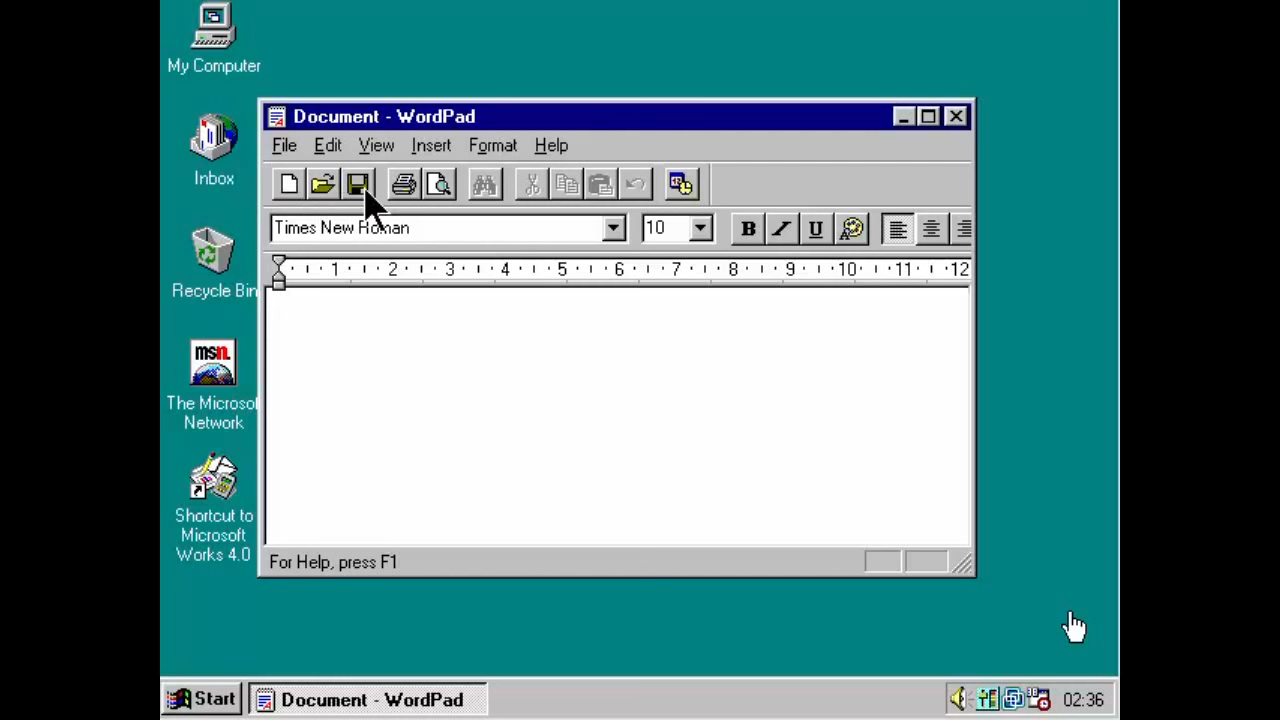 My Computer
Inbox
Recycle Bin
msn
The Microsof
Network
Shortcut to
Microsoft
Works 4.0
Document - WordPad
File Edit View Insert Format Help
Times New Roman 10 B I U
1 2 3 4 5 6 7 8 9 10 11 12
For Help, press F1
Start Document - WordPad 02:36